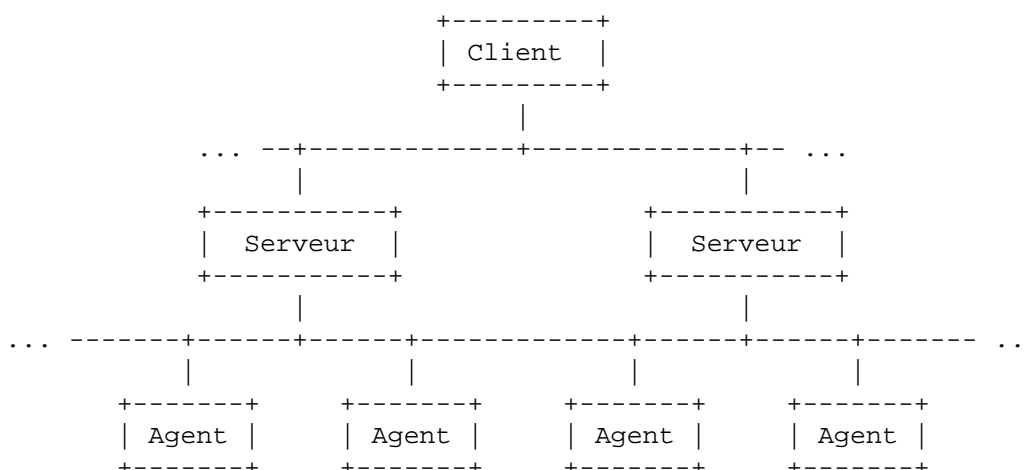 Client
... ...
Serveur Serveur
... ..
Agent Agent Agent Agent